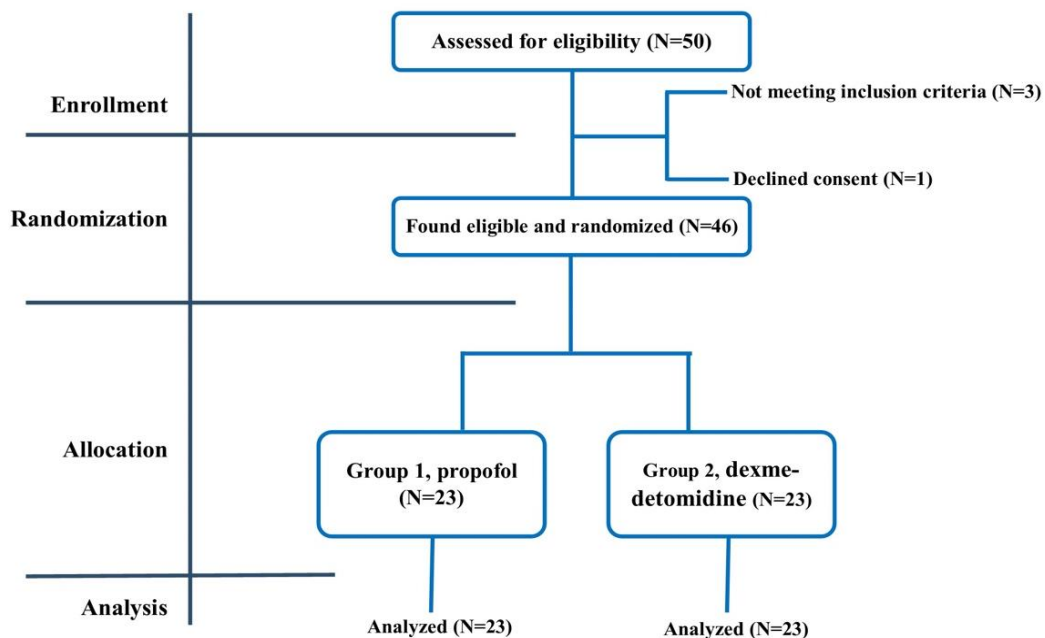 Assessed for eligibility (N=50)
Enrollment
Not meeting inclusion criteria (N=3)
Declined consent (N=1)
Randomization
Found eligible and randomized (N=46)
Allocation
Group 1, propofol
(N=23)
Group 2, dexme-
detomidine (N=23)
Analysis
Analyzed (N=23)
Analyzed (N=23)